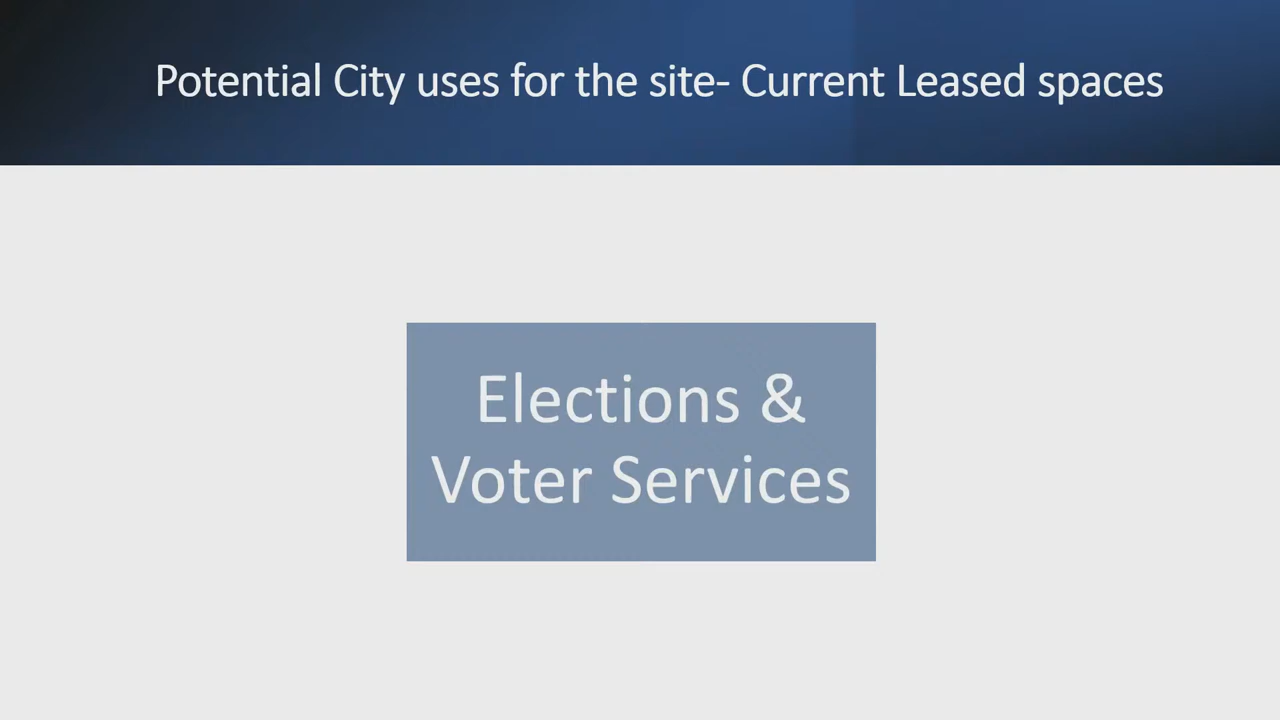 Potential City uses for the site- Current Leased spaces
Elections &
Voter Services